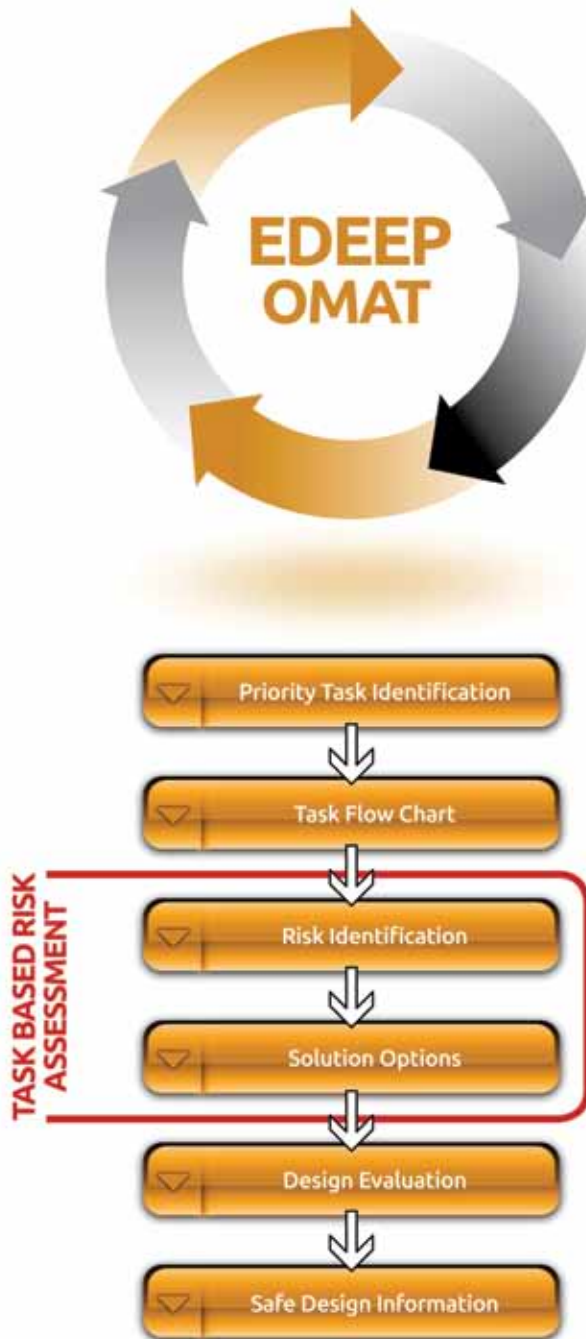 EDEEP
OMAT
Priority Task Identification
Task Flow Chart
TASK BASED RISK
ASSESSMENT
Risk Identification
Solution Options
Design Evaluation
Safe Design Information